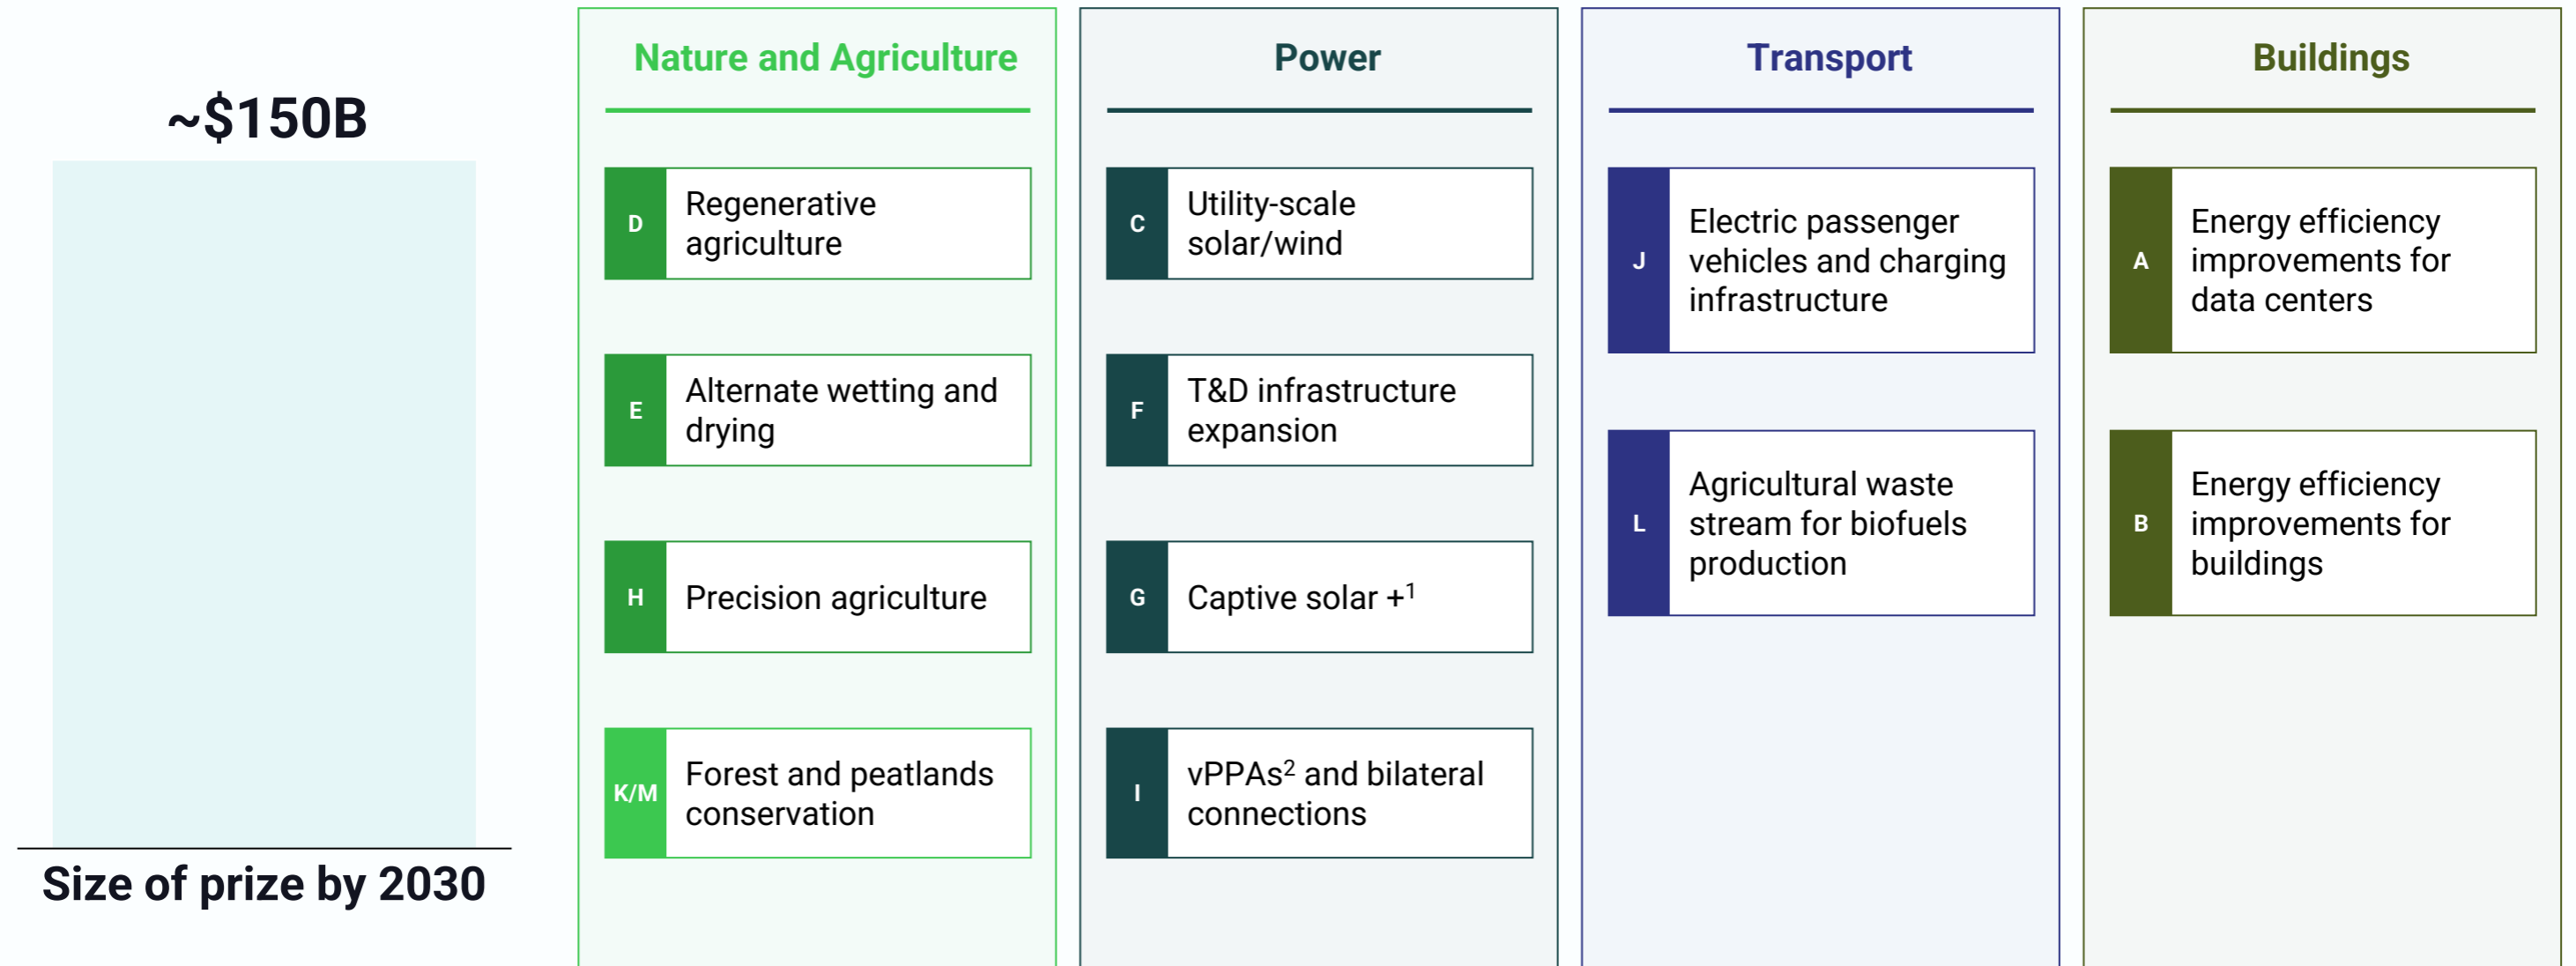 ~$150B
Size of prize by 2030
Nature and Agriculture
D
Regenerative
agriculture
E
Alternate wetting and
drying
H
Precision agriculture
K/M
Forest and peatlands
conservation
Power
C
Utility-scale
solar/wind
F
T&D infrastructure
expansion
G
Captive solar +¹
I
vPPAs² and bilateral
connections
Transport
J
Electric passenger
vehicles and charging
infrastructure
L
Agricultural waste
stream for biofuels
production
Buildings
A
Energy efficiency
improvements for
data centers
B
Energy efficiency
improvements for
buildings